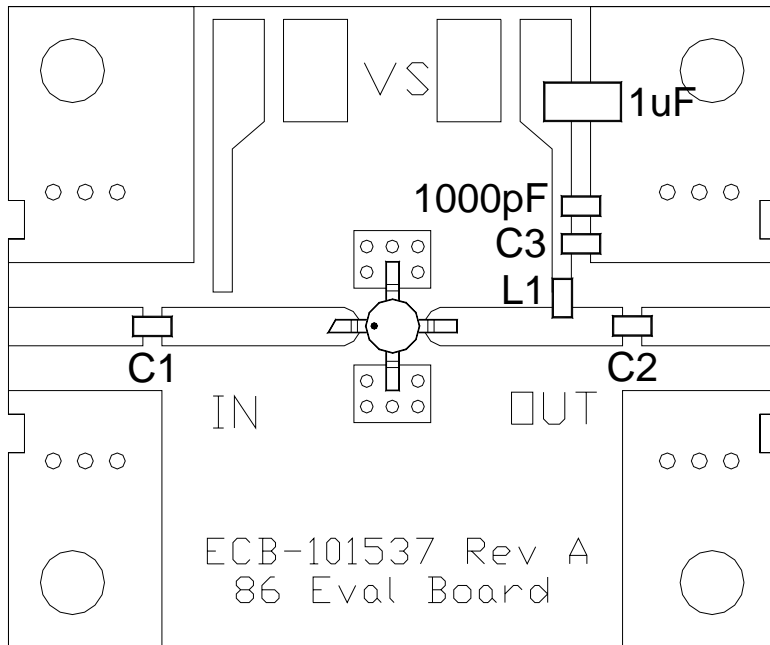 VS
1uF
1000pF
C3
L1
C1
C2
IN
OUT
ECB-101537 Rev A
86 Eval Board